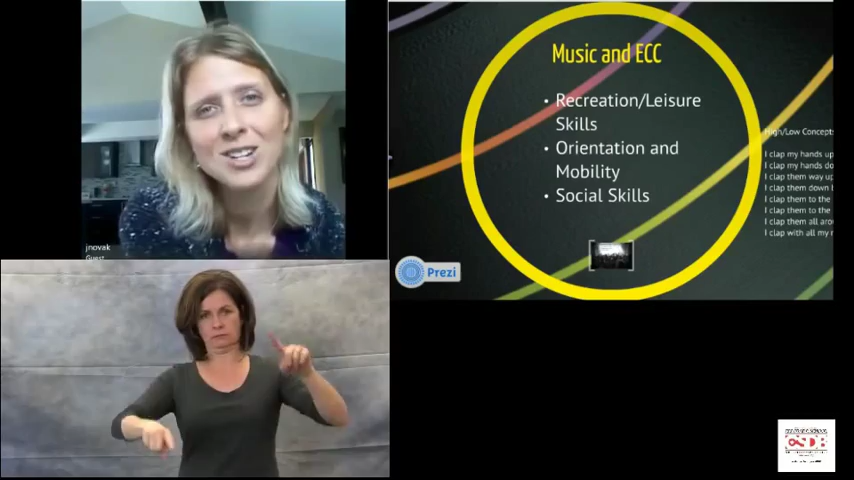 Music and ECC
• Recreation/Leisure
Skills
• Orientation and
Mobility
• Social Skills
High/Low Concepts
I clap my hands up
I clap my hands do
I clap them way up
I clap them down
I clap them to the
I clap them to the
I clap them all
I clap with all my
Prezi
jnovak
Guest